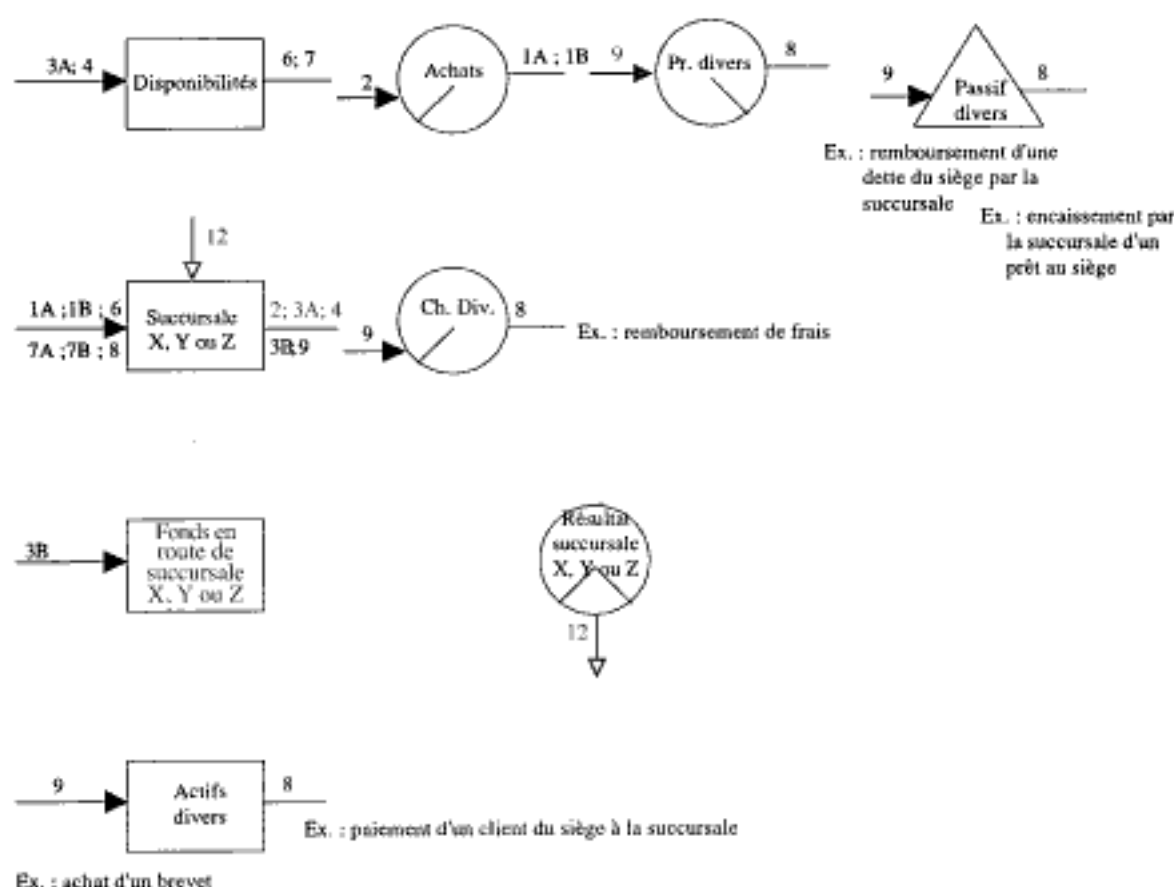 3A; 4
Disponibilités
6; 7
2
Achats
1A ; 1B
9
Pr. divers
8
9
Passif
divers
8
Ex. : remboursement d'une
dette du siège par la
succursale
Ex. : encaissement par
la succursale d'un
prêt au siège
12
1A ;1B ; 6
7A ;7B ; 8
Succursale
X, Y ou Z
2; 3A; 4
3B;9
9
Ch. Div.
8
Ex. : remboursement de frais
3B
Fonds en
route de
succursale
X, Y ou Z
Résultat
succursale
X, Y ou Z
12
9
Actifs
divers
8
Ex. : paiement d'un client du siège à la succursale
Ex. : achat d'un brevet